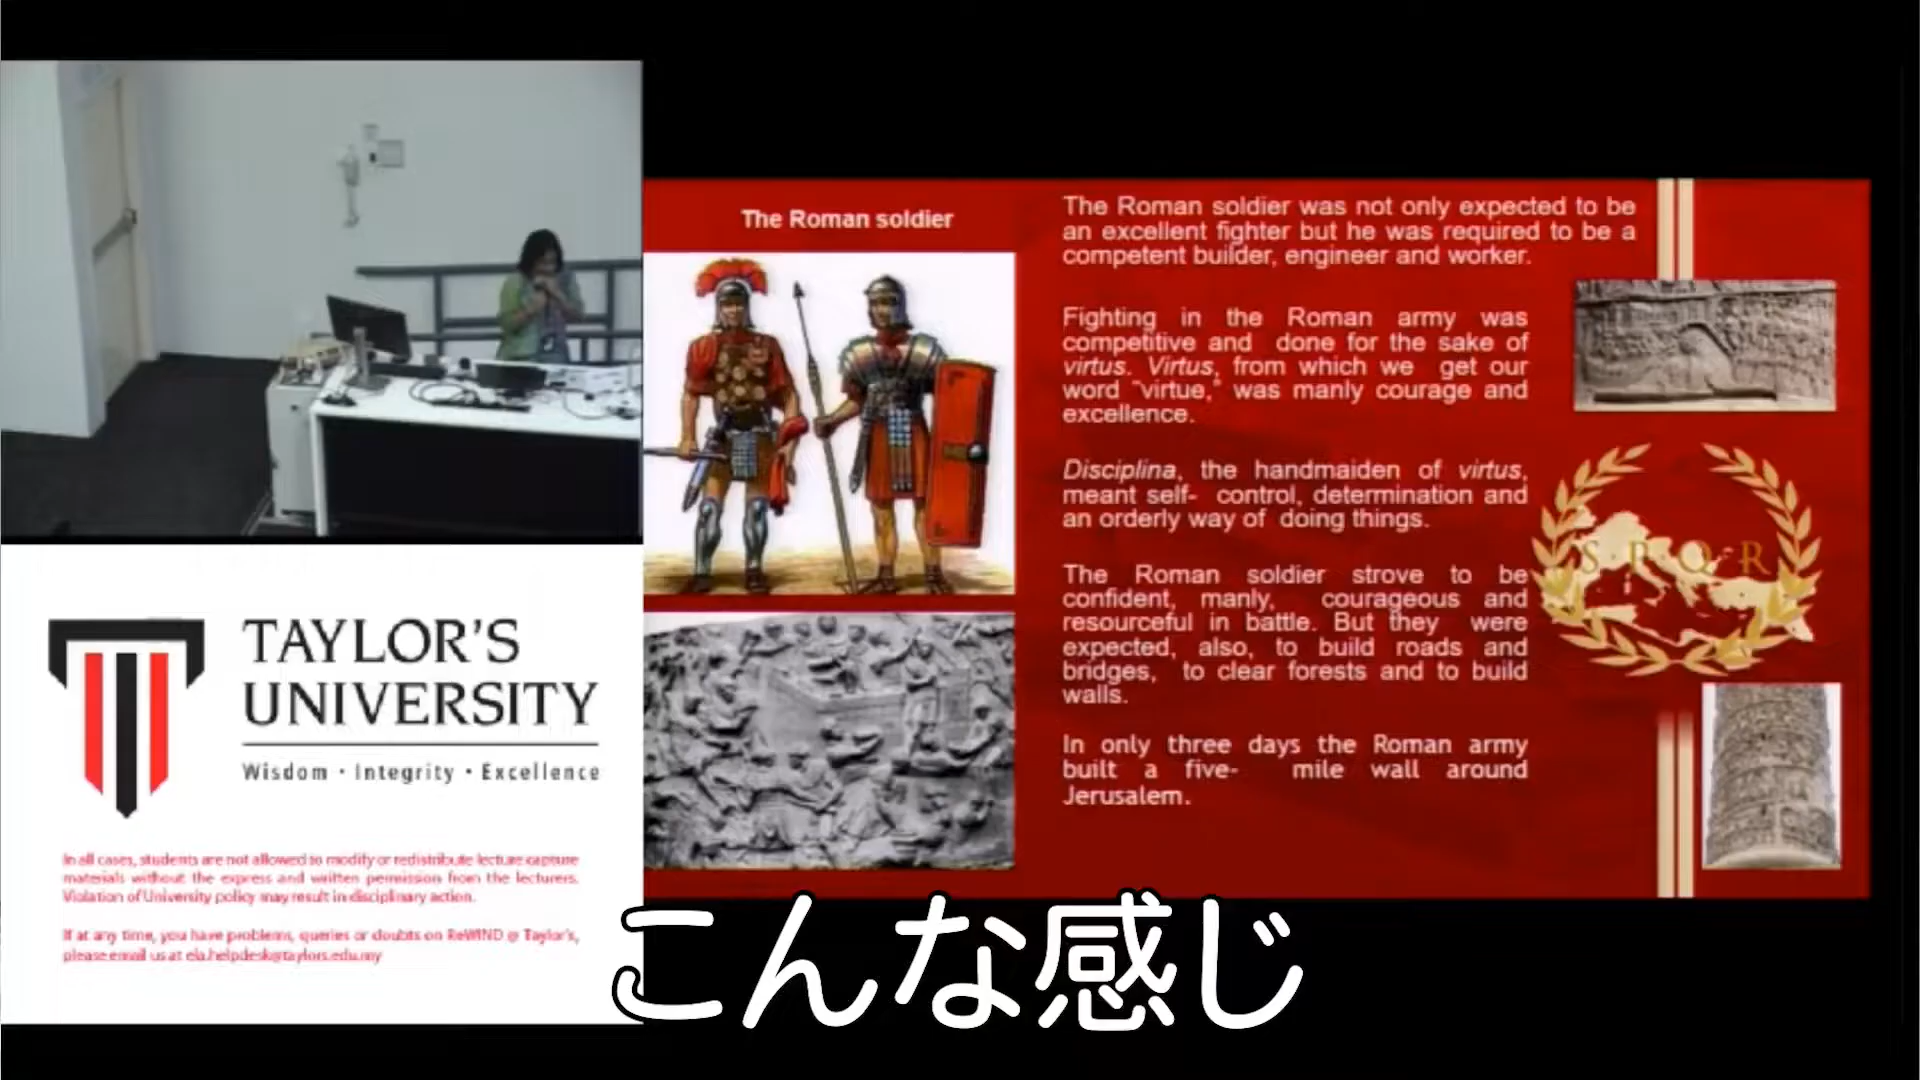 The Roman soldier
The Roman soldier was not only expected to be
an excellent fighter but he was required to be a
competent builder, engineer and worker.
Fighting in the Roman army was
competitive and done for the sake of
virtus. Virtus, from which we get our
word "virtue," was manly courage and
excellence.
Disciplina, the handmaiden of virtus,
meant self- control, determination and
an orderly way of doing things.
The Roman soldier strove to be
confident, manly, courageous and
resourceful in battle. But they were
expected, also, to build roads and
bridges, to clear forests and to build
walls.
In only three days the Roman army
built a five- mile wall around
Jerusalem.
S·P·Q·R
TAYLOR'S
UNIVERSITY
Wisdom · Integrity · Excellence
In all cases, students are not allowed to modify or redistribute lecture capture
materials without the express and written permission from the lecturers.
Violation of University policy may result in disciplinary action.
If at any time, you have problems, queries or doubts on ReWIND @ Taylor's,
please email us at ela.helpdesk@taylors.edu.my
こんな感じ